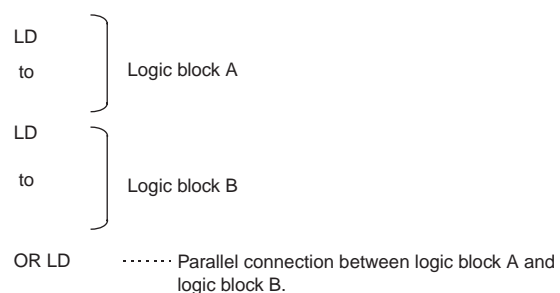 LD
to
Logic block A
LD
to
Logic block B
OR LD ········ Parallel connection between logic block A and
logic block B.